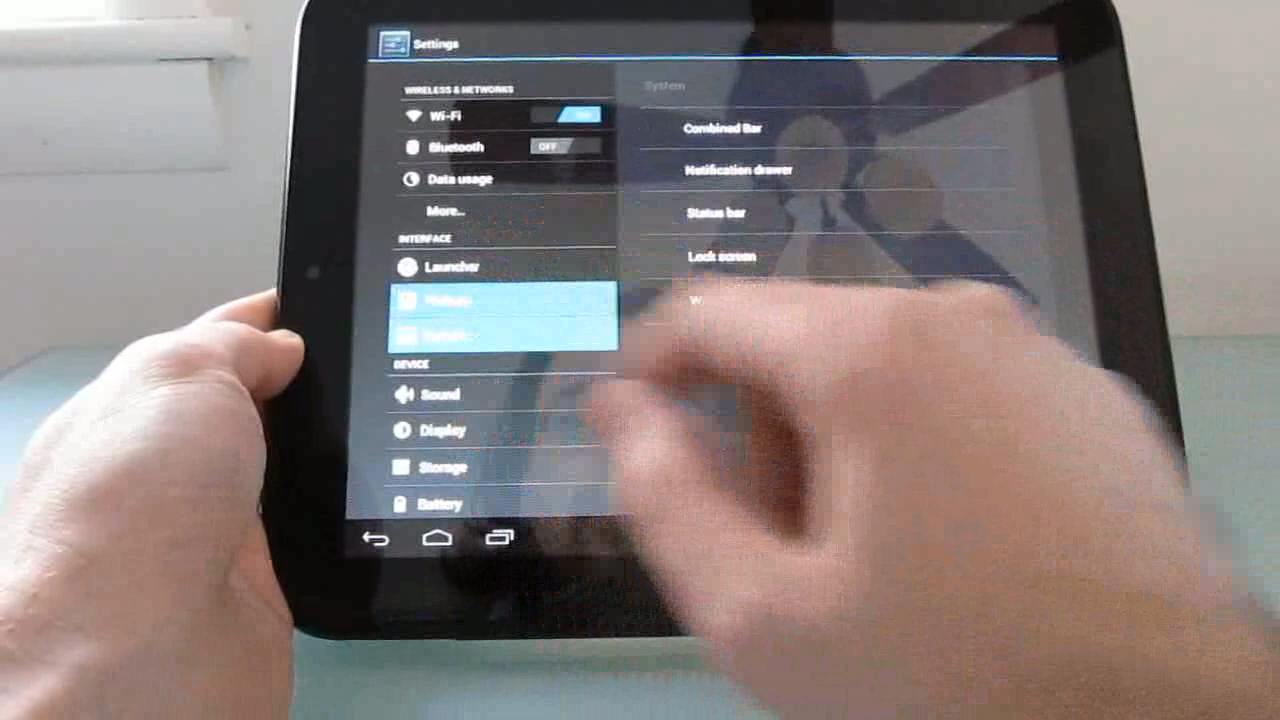 Settings
WIRELESS & NETWORKS
Wi-Fi
Bluetooth OFF
Data usage
More...
INTERFACE
Launcher
DEVICE
Sound
Display
Storage
Battery
System
Combined Bar
Notification drawer
Status bar
Lock screen